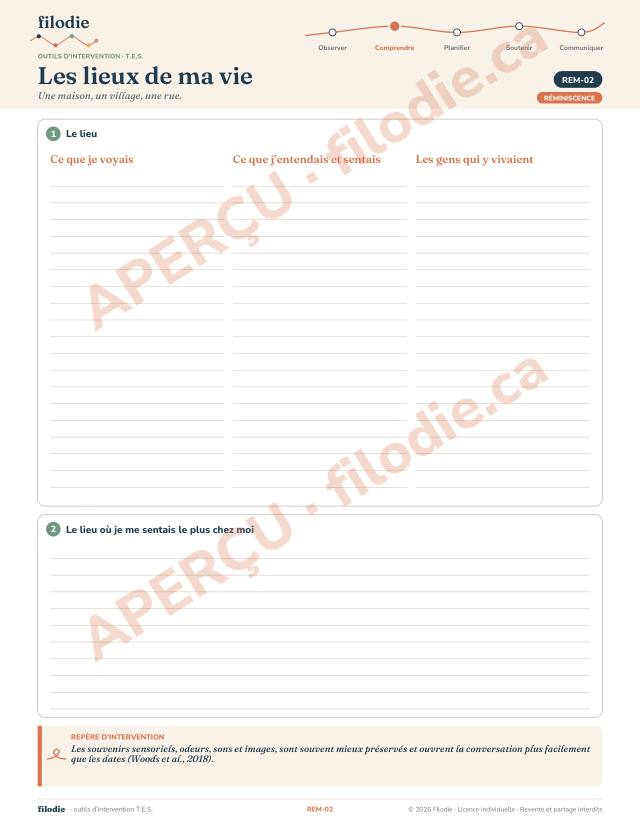 filodie
OUTILS D'INTERVENTION · T.E.S.
Observer
Comprendre
Planifier
Soutenir
Communiquer
Les lieux de ma vie
Une maison, un village, une rue.
REM-02
RÉMINISCENCE
1 Le lieu
Ce que je voyais
Ce que j'entendais et sentais
Les gens qui y vivaient
APERÇU · filodie.ca
2 Le lieu où je me sentais le plus chez moi
APERÇU · filodie.ca
REPÈRE D'INTERVENTION
Les souvenirs sensoriels, odeurs, sons et images, sont souvent mieux préservés et ouvrent la conversation plus facilement
que les dates (Woods et al., 2018).
filodie · outils d'intervention T.E.S.
REM-02
© 2026 Filodie · Licence individuelle · Revente et partage interdits